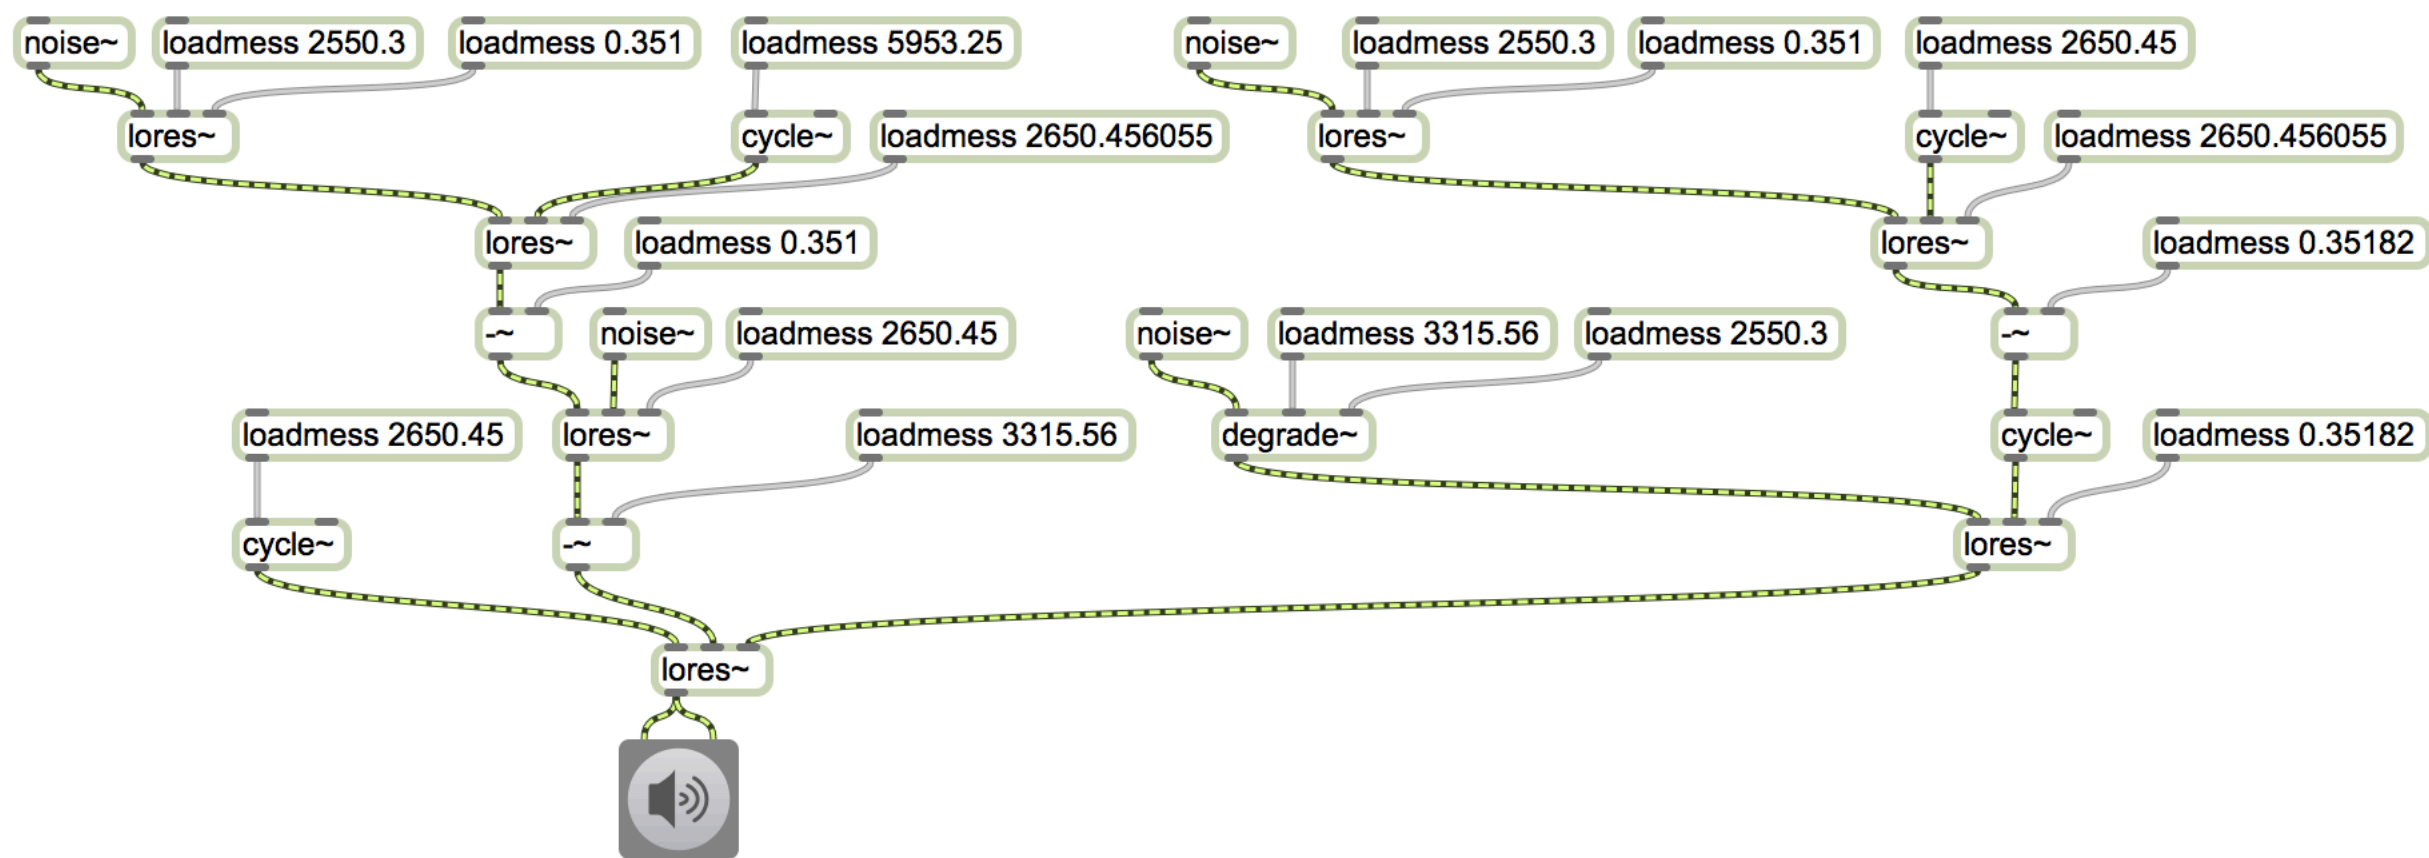 noise~
loadmess 2550.3
loadmess 0.351
loadmess 5953.25
noise~
loadmess 2550.3
loadmess 0.351
loadmess 2650.45
lores~
cycle~
loadmess 2650.456055
lores~
cycle~
loadmess 2650.456055
lores~
loadmess 0.351
lores~
loadmess 0.35182
-~
noise~
loadmess 2650.45
noise~
loadmess 3315.56
loadmess 2550.3
-~
loadmess 2650.45
lores~
loadmess 3315.56
degrade~
cycle~
loadmess 0.35182
cycle~
-~
lores~
lores~